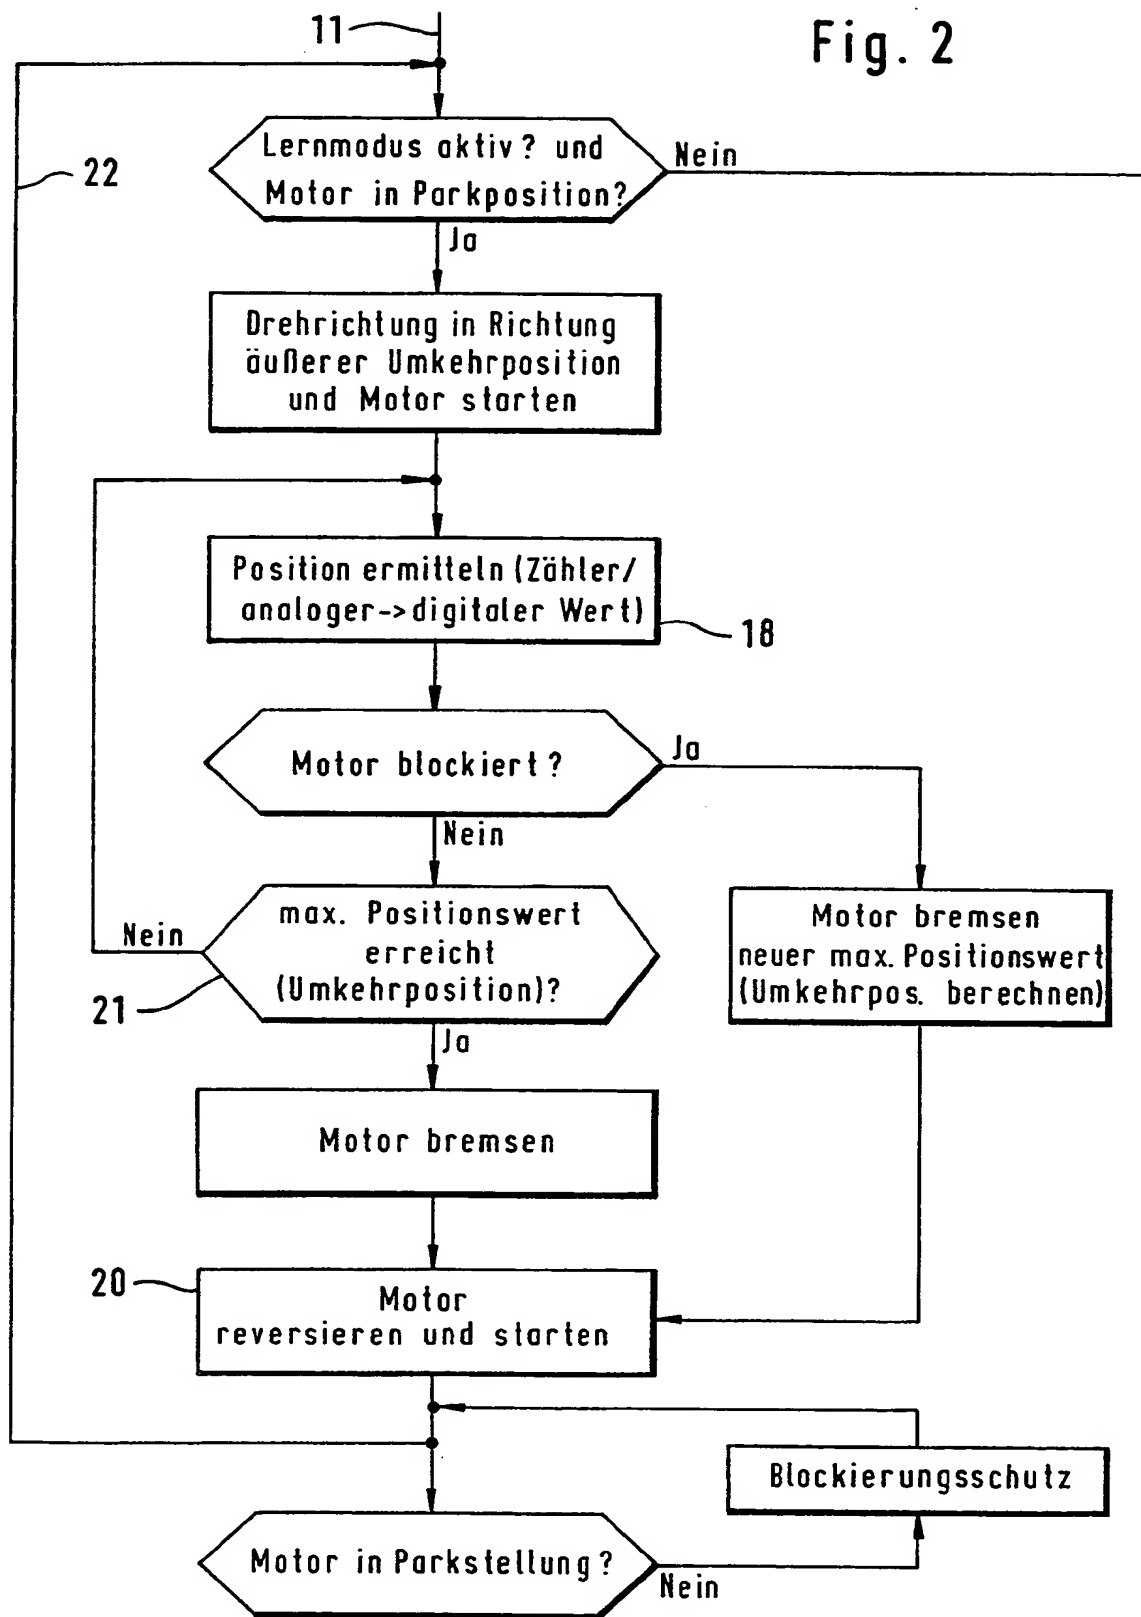 11
Fig. 2
22
Lernmodus aktiv? und
Motor in Parkposition?
Nein
Ja
Drehrichtung in Richtung
äußerer Umkehrposition
und Motor starten
Position ermitteln (Zähler/
analoger->digitaler Wert)
18
Motor blockiert?
Ja
Nein
max. Positionswert
erreicht
(Umkehrposition)?
Nein
21
Motor bremsen
neuer max. Positionswert
(Umkehrpos. berechnen)
Ja
Motor bremsen
20
Motor
reversieren und starten
Blockierungsschutz
Motor in Parkstellung?
Nein